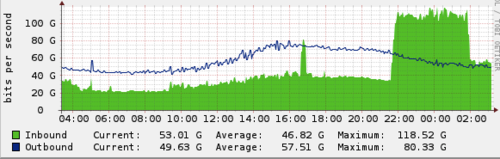 bits per second
100 G
80 G
60 G
40 G
20 G
0
04:00 06:00 08:00 10:00 12:00 14:00 16:00 18:00 20:00 22:00 00:00 02:00
Inbound Current: 53.01 G Average: 46.82 G Maximum: 118.52 G
Outbound Current: 49.63 G Average: 57.51 G Maximum: 80.33 G